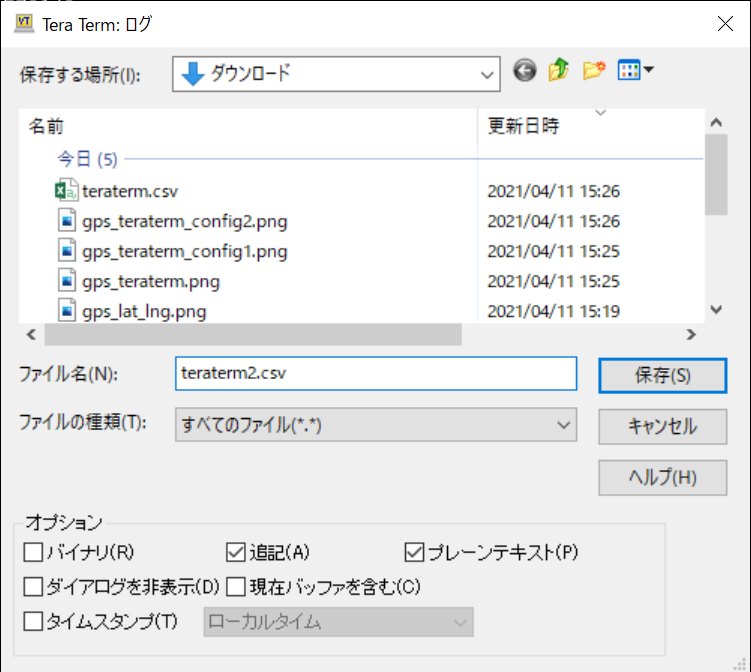 Tera Term: ログ
保存する場所(I): ダウンロード
名前 更新日時
今日 (5)
teraterm.csv 2021/04/11 15:26
gps_teraterm_config2.png 2021/04/11 15:26
gps_teraterm_config1.png 2021/04/11 15:25
gps_teraterm.png 2021/04/11 15:25
gps_lat_lng.png 2021/04/11 15:19
ファイル名(N): teraterm2.csv 保存(S)
ファイルの種類(T): すべてのファイル(*.*) キャンセル
ヘルプ(H)
オプション
バイナリ(R) 追記(A) プレーンテキスト(P)
ダイアログを非表示(D) 現在バッファを含む(C)
タイムスタンプ(T) ローカルタイム